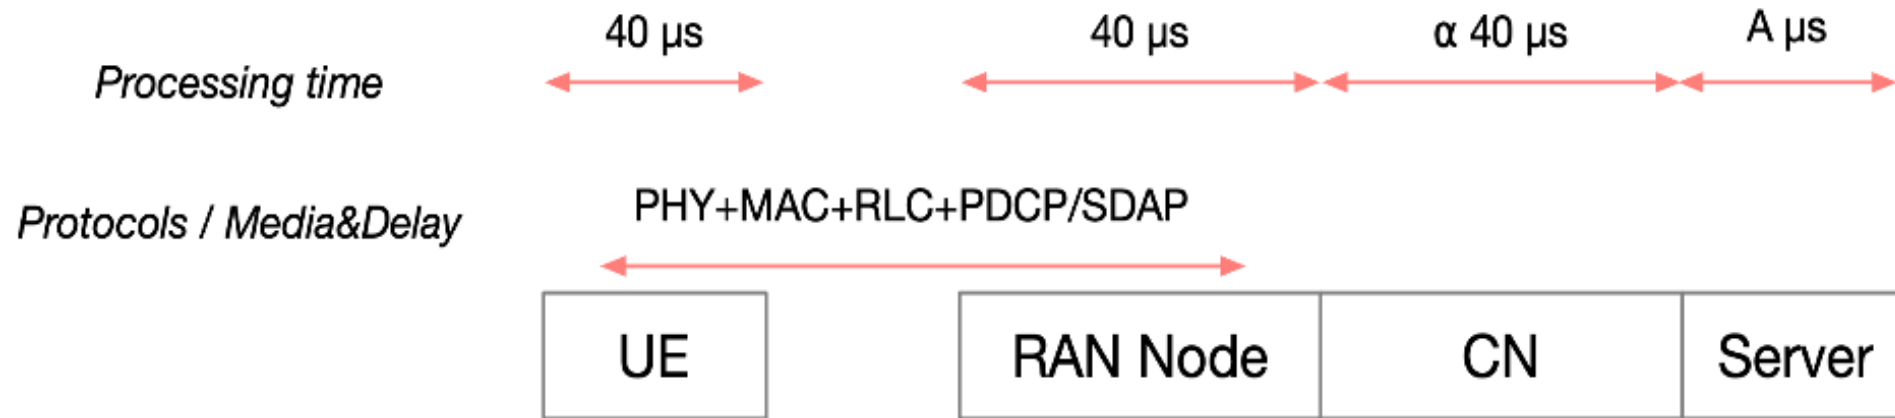 40 μs 40 μs α 40 μs A μs
Processing time
PHY+MAC+RLC+PDCP/SDAP
Protocols / Media&Delay
UE RAN Node CN Server